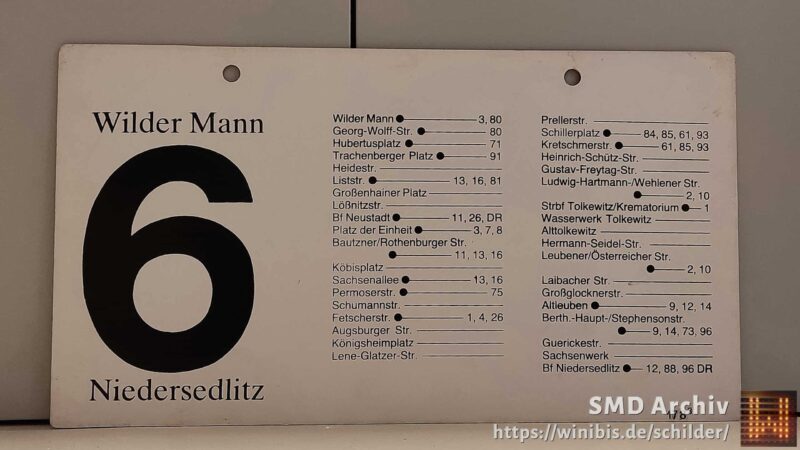 Wilder Mann
6
Niedersedlitz
Wilder Mann 3, 80
Georg-Wolff-Str. 80
Hubertusplatz 71
Trachenberger Platz 91
Heidestr.
Liststr. 13, 16, 81
Großenhainer Platz
Lößnitzstr.
Bf Neustadt 11, 26, DR
Platz der Einheit 3, 7, 8
Bautzner/Rothenburger Str.
11, 13, 16
Köbisplatz
Sachsenallee 13, 16
Permoserstr. 75
Schumannstr.
Fetscherstr. 1, 4, 26
Augsburger Str.
Königsheimplatz
Lene-Glatzer-Str.
Prellerstr.
Schillerplatz 84, 85, 61, 93
Kretschmerstr. 61, 85, 93
Heinrich-Schütz-Str.
Gustav-Freytag-Str.
Ludwig-Hartmann-/Wehlener Str.
2, 10
Strbf Tolkewitz/Krematorium 1
Wasserwerk Tolkewitz
Alttolkewitz
Hermann-Seidel-Str.
Leubener/Österreicher Str.
2, 10
Laibacher Str.
Großglocknerstr.
Altleuben 9, 12, 14
Berth.-Haupt-/Stephensonstr.
9, 14, 73, 96
Guerickestr.
Sachsenwerk
Bf Niedersedlitz 12, 88, 96 DR
SMD Archiv
https://winibis.de/schilder/